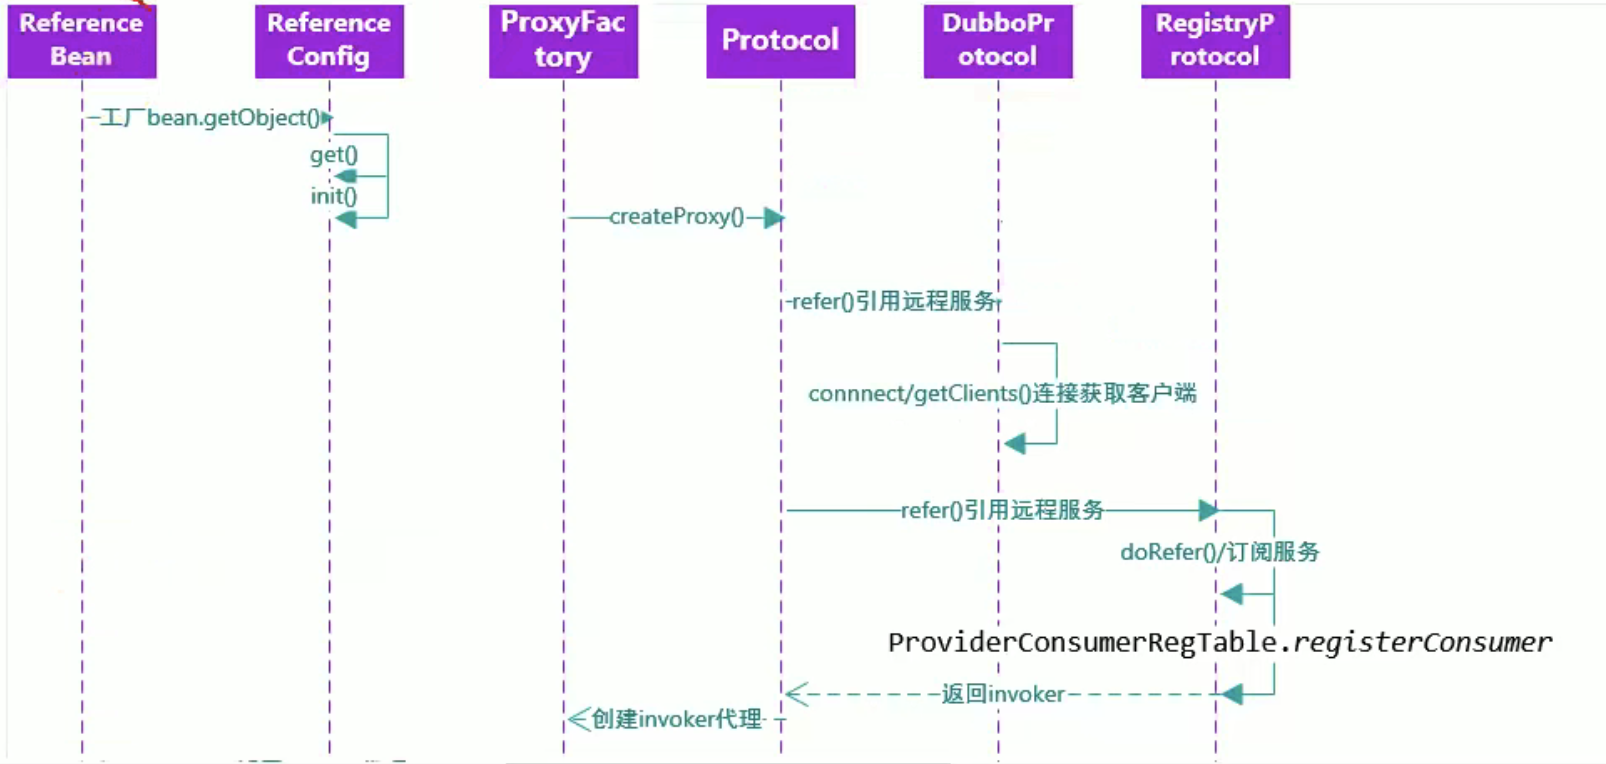 Reference
Bean
Reference
Config
ProxyFac
tory
Protocol
DubboPr
otocol
RegistryP
rotocol
工厂bean.getObject()
get()
init()
createProxy()
refer()引用远程服务
connnect/getClients()连接获取客户端
refer()引用远程服务
doRefer()/订阅服务
ProviderConsumerRegTable.registerConsumer
返回invoker
创建invoker代理